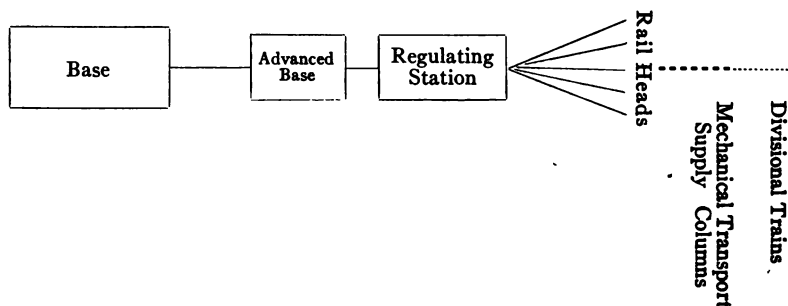 Base
Advanced
Base
Regulating
Station
Rail Heads
Mechanical Transport
Supply Columns
Divisional Trains